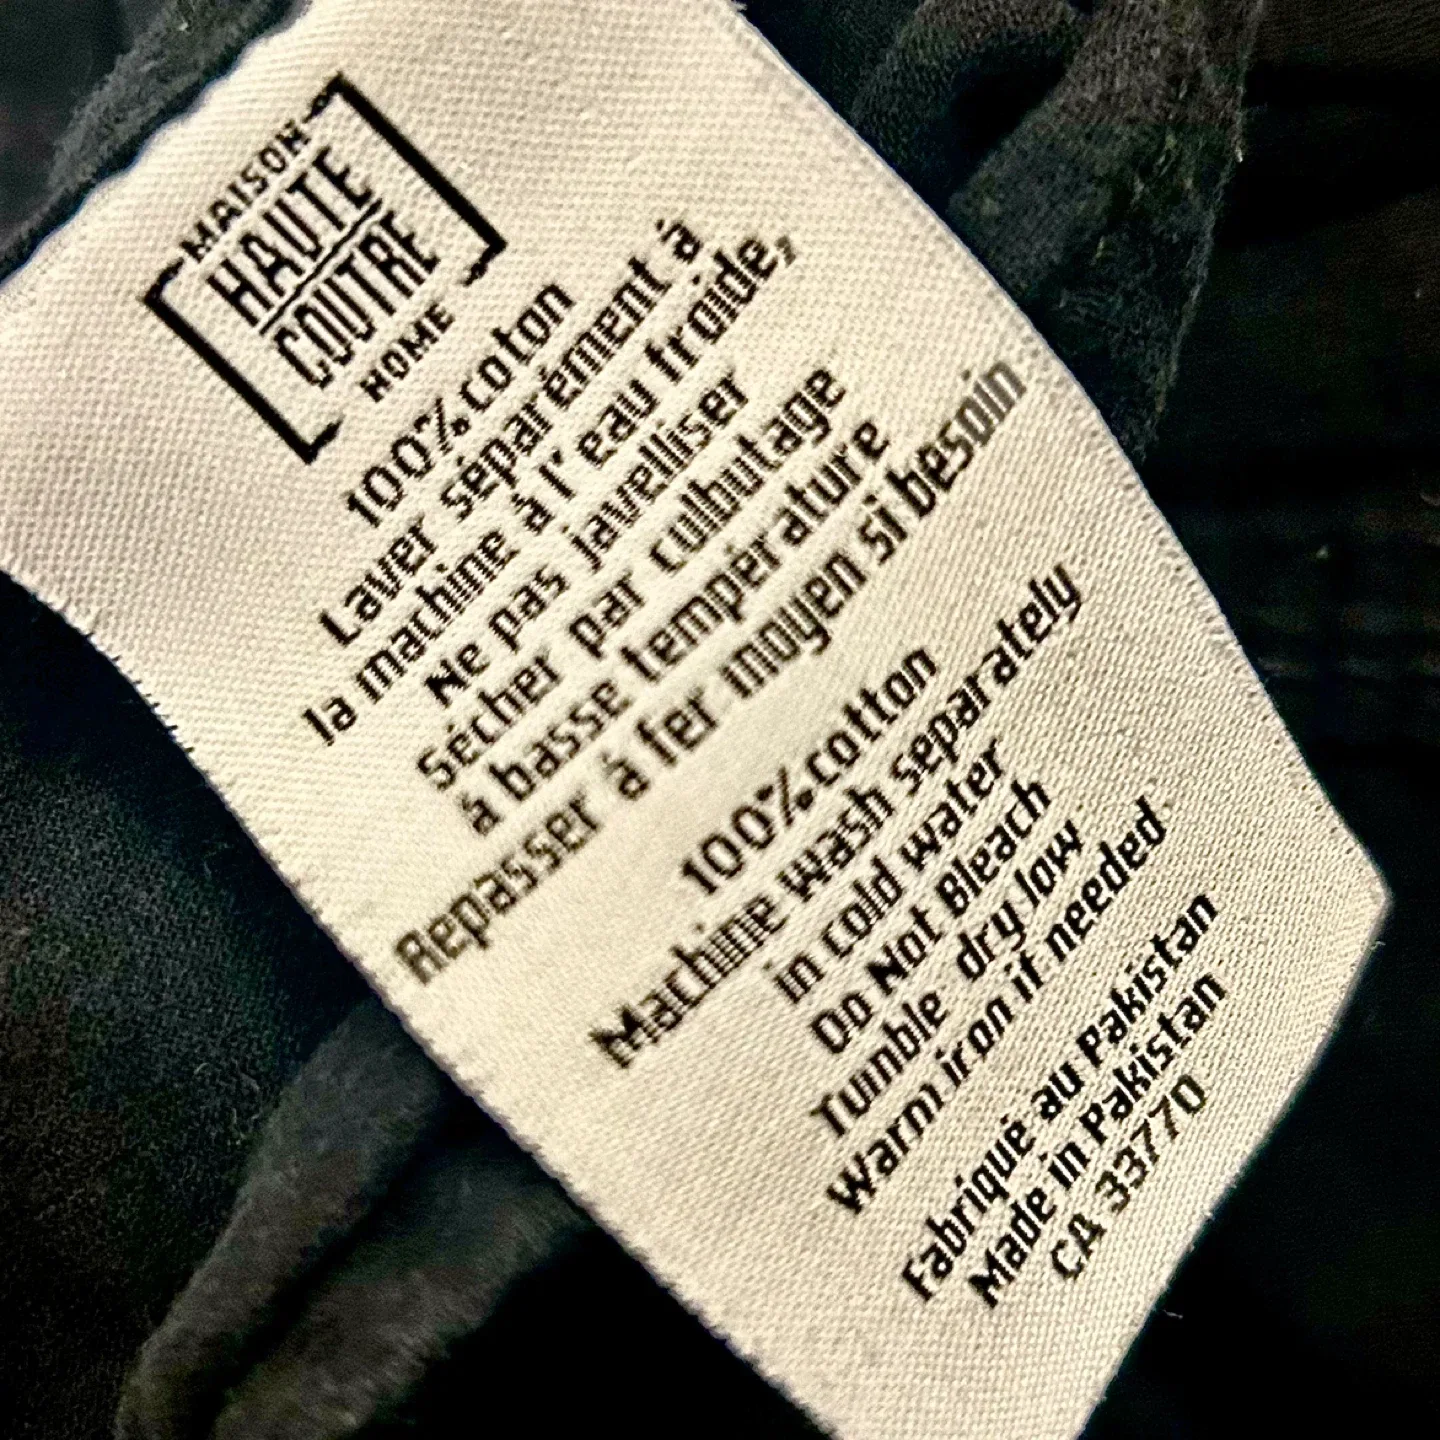 MAISON
HAUTE
COUTRE
HOME
100% coton
Laver séparément à
la machine à l'eau froide,
Ne pas javelliser
Sécher par culbutage
à basse température
Repasser à fer moyen si besoin
100% cotton
Machine wash separately
in cold water
Do Not Bleach
Tumble dry low
Warm iron if needed
Fabriqué au Pakistan
Made in Pakistan
CA 33770